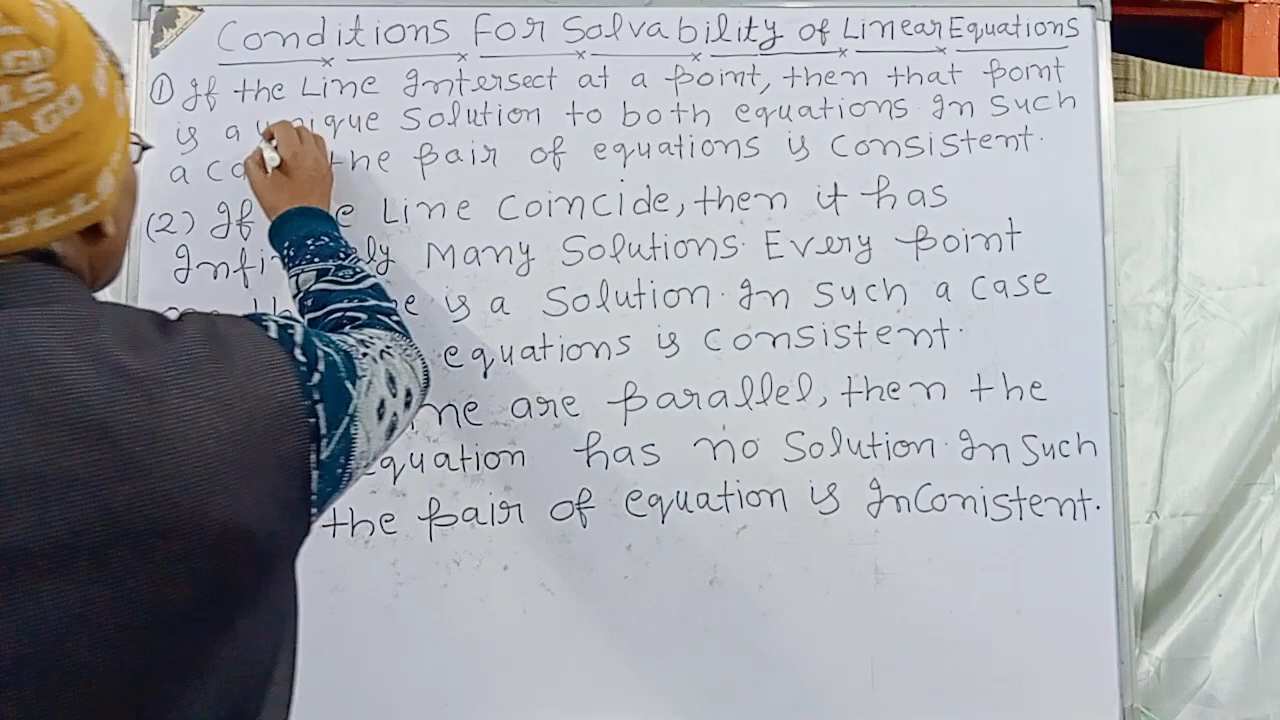 Conditions For Solvability of Linear Equations
① If the Line Intersect at a point, then that point
is a unique Solution to both equations In Such
a the pair of equations is Consistent.
(2) If Line Coincide, then it has
Many Solutions. Every point
is a Solution. In such a case
equations is Consistent.
are parallel, then the
equation has no Solution. In Such
the pair of equation is InConistent.